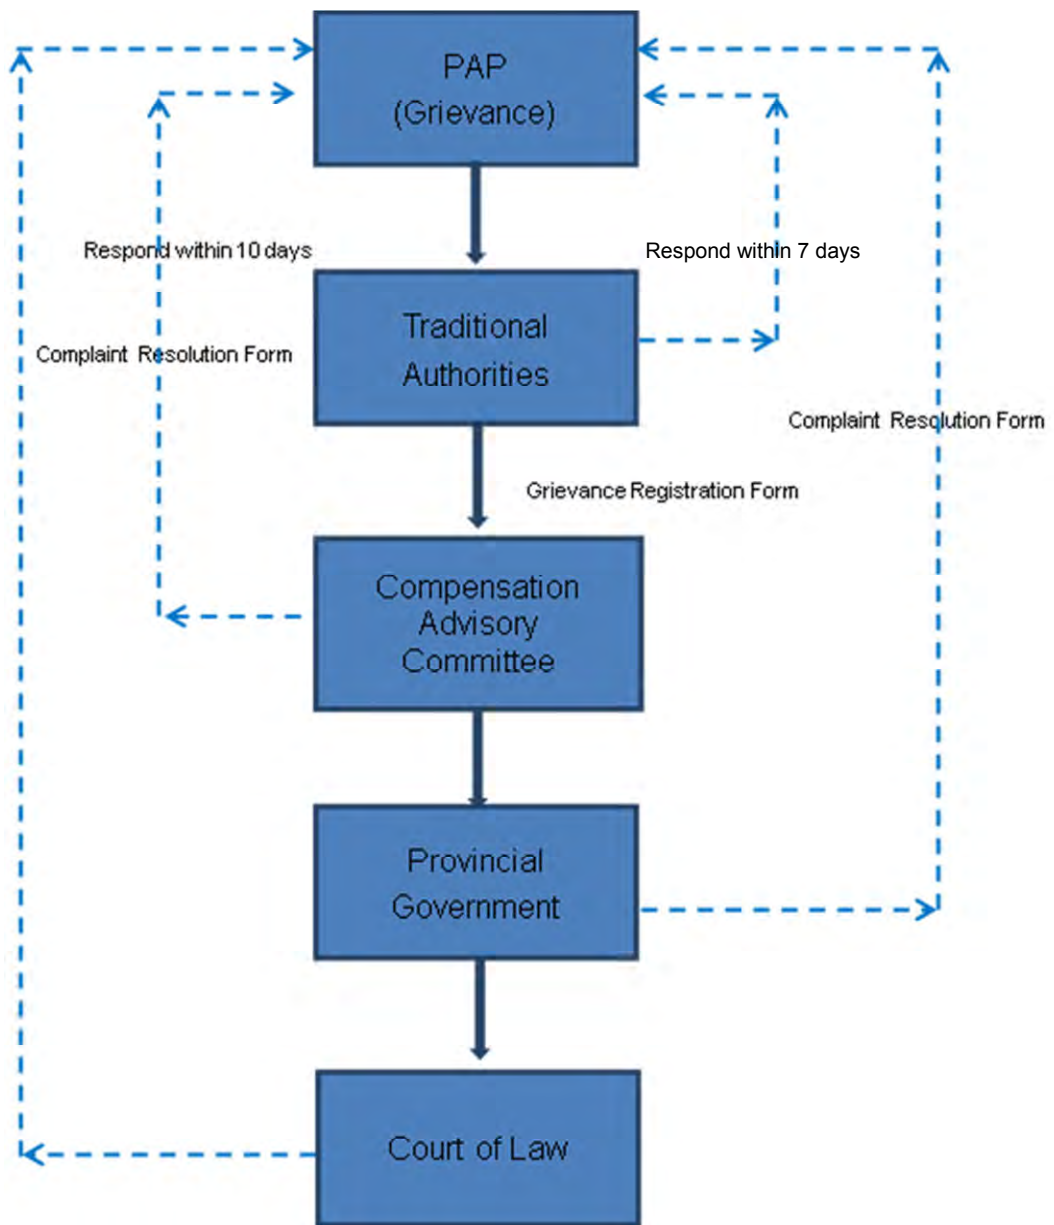 PAP
(Grievance)
Respond within 10 days
Respond within 7 days
Traditional
Authorities
Complaint Resolution Form
Complaint Resolution Form
Grievance Registration Form
Compensation
Advisory
Committee
Provincial
Government
Court of Law